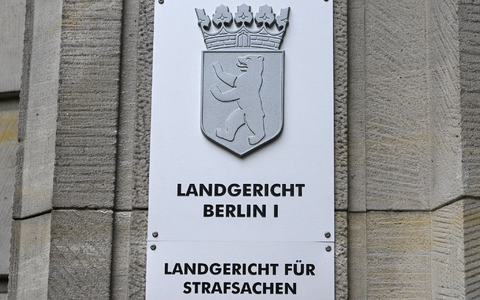 LANDGERICHT
BERLIN I
LANDGERICHT FÜR
STRAFSACHEN